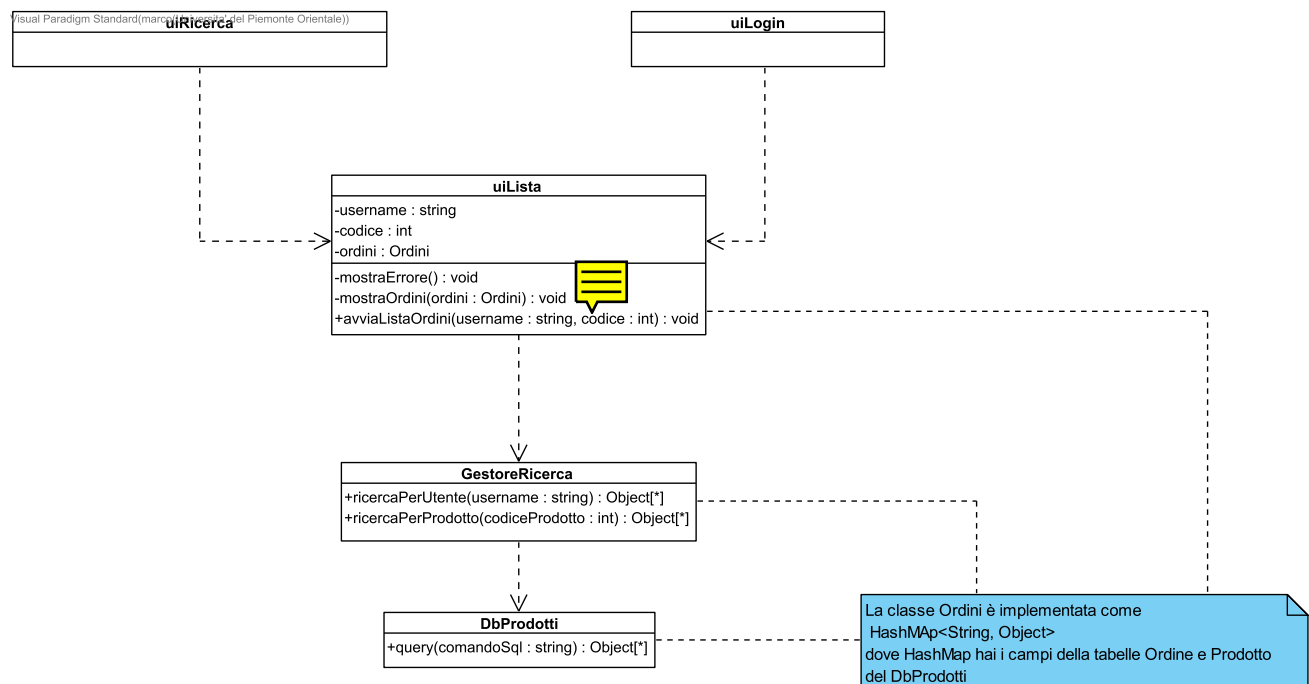 Visual Paradigm Standard(marco(Universita' del Piemonte Orientale))
uiRicerca
uiLogin
uiLista
-username : string
-codice : int
-ordini : Ordini
-mostraErrore() : void
-mostraOrdini(ordini : Ordini) : void
+avviaListaOrdini(username : string, codice : int) : void
GestoreRicerca
+ricercaPerUtente(username : string) : Object[*]
+ricercaPerProdotto(codiceProdotto : int) : Object[*]
DbProdotti
+query(comandoSql : string) : Object[*]
La classe Ordini è implementata come
HashMAp<String, Object>
dove HashMap hai i campi della tabelle Ordine e Prodotto
del DbProdotti